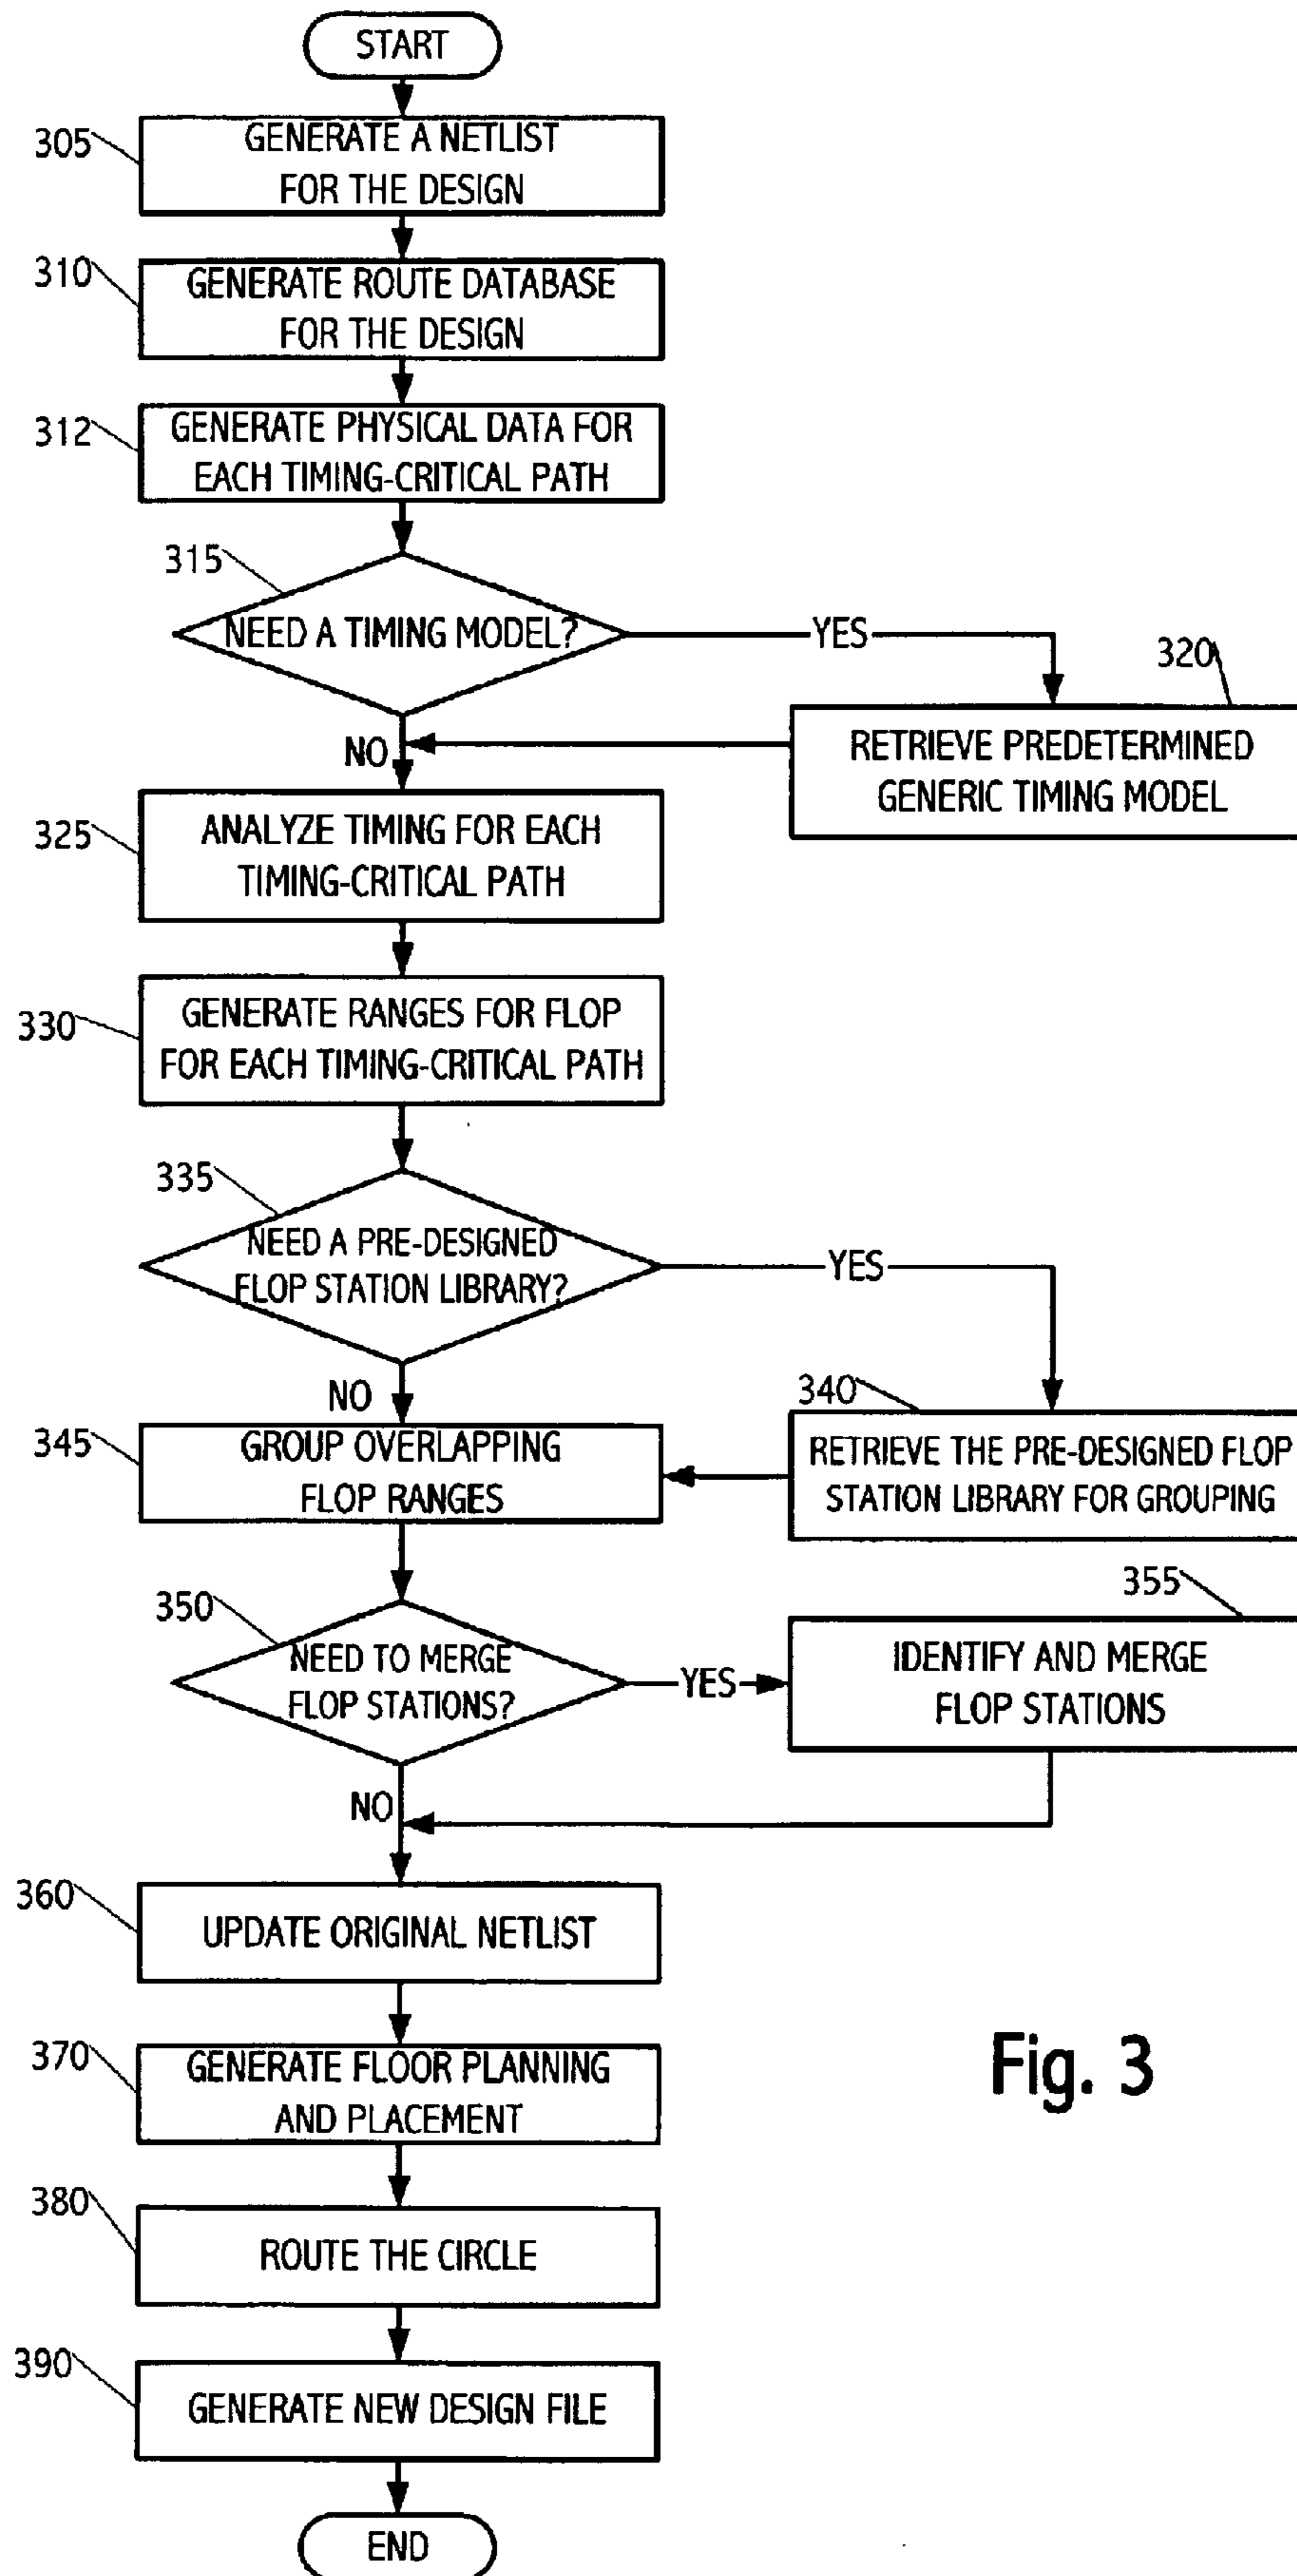 START
305
GENERATE A NETLIST
FOR THE DESIGN
310
GENERATE ROUTE DATABASE
FOR THE DESIGN
312
GENERATE PHYSICAL DATA FOR
EACH TIMING-CRITICAL PATH
315
NEED A TIMING MODEL?
YES
320
RETRIEVE PREDETERMINED
GENERIC TIMING MODEL
NO
325
ANALYZE TIMING FOR EACH
TIMING-CRITICAL PATH
330
GENERATE RANGES FOR FLOP
FOR EACH TIMING-CRITICAL PATH
335
NEED A PRE-DESIGNED
FLOP STATION LIBRARY?
YES
NO
340
RETRIEVE THE PRE-DESIGNED FLOP
STATION LIBRARY FOR GROUPING
345
GROUP OVERLAPPING
FLOP RANGES
350
NEED TO MERGE
FLOP STATIONS?
YES
355
IDENTIFY AND MERGE
FLOP STATIONS
NO
360
UPDATE ORIGINAL NETLIST
370
GENERATE FLOOR PLANNING
AND PLACEMENT
Fig. 3
380
ROUTE THE CIRCLE
390
GENERATE NEW DESIGN FILE
END